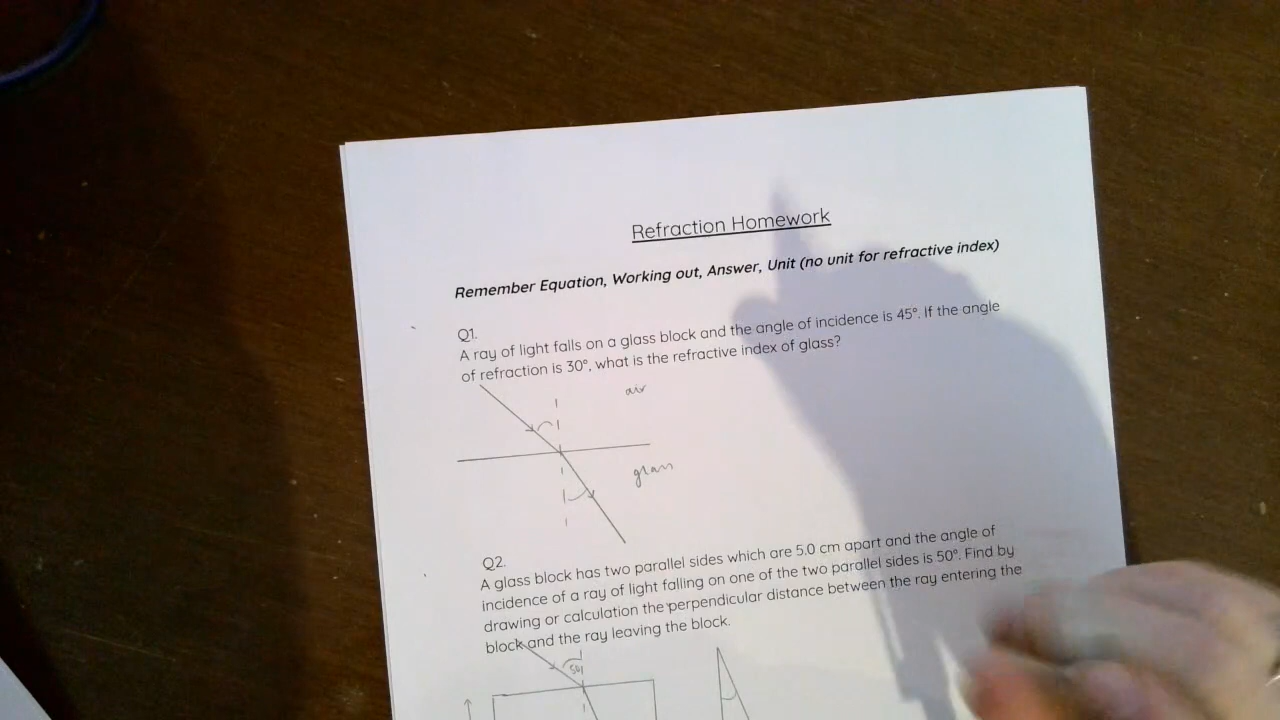 Refraction Homework
Remember Equation, Working out, Answer, Unit (no unit for refractive index)
Q1.
A ray of light falls on a glass block and the angle of incidence is 45°. If the angle
of refraction is 30°, what is the refractive index of glass?
air
glass
Q2.
A glass block has two parallel sides which are 5.0 cm apart and the angle of
incidence of a ray of light falling on one of the two parallel sides is 50°. Find by
drawing or calculation the perpendicular distance between the ray entering the
block and the ray leaving the block.
50